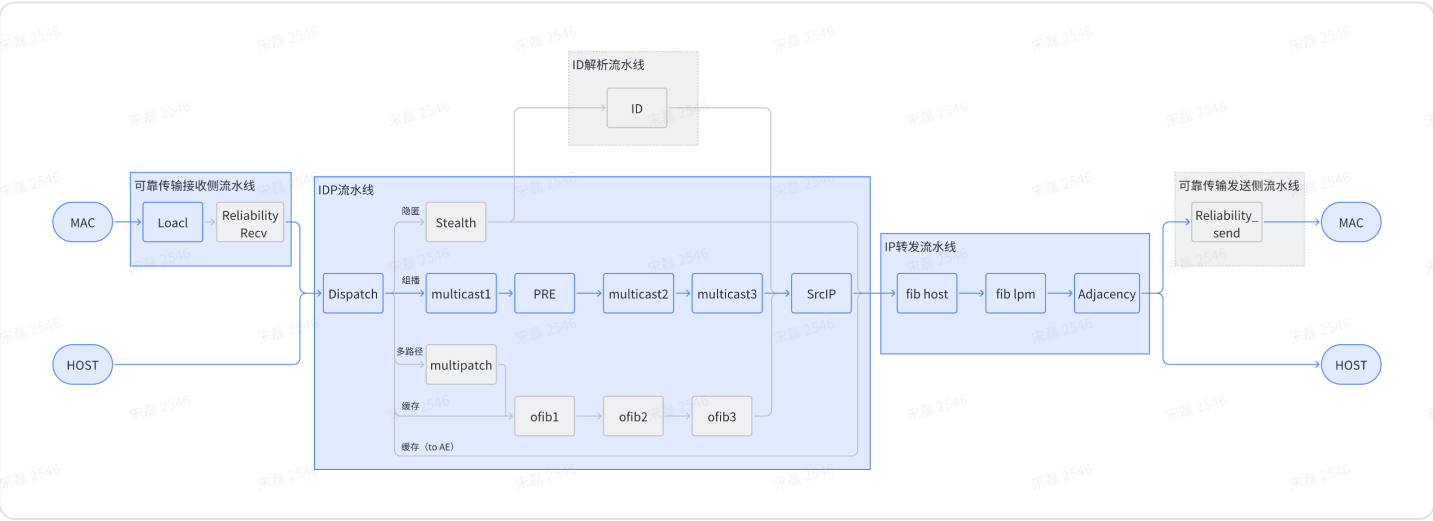 ID解析流水线
ID
可靠传输接收侧流水线
MAC
Loacl
Reliability
Recv
HOST
IDP流水线
Dispatch
隐匿
Stealth
组播
multicast1
PRE
multicast2
multicast3
SrcIP
多路径
multipatch
缓存
ofib1
ofib2
ofib3
缓存（to AE）
IP转发流水线
fib host
fib lpm
Adjacency
可靠传输发送侧流水线
Reliability_
send
MAC
HOST
宋磊 2546